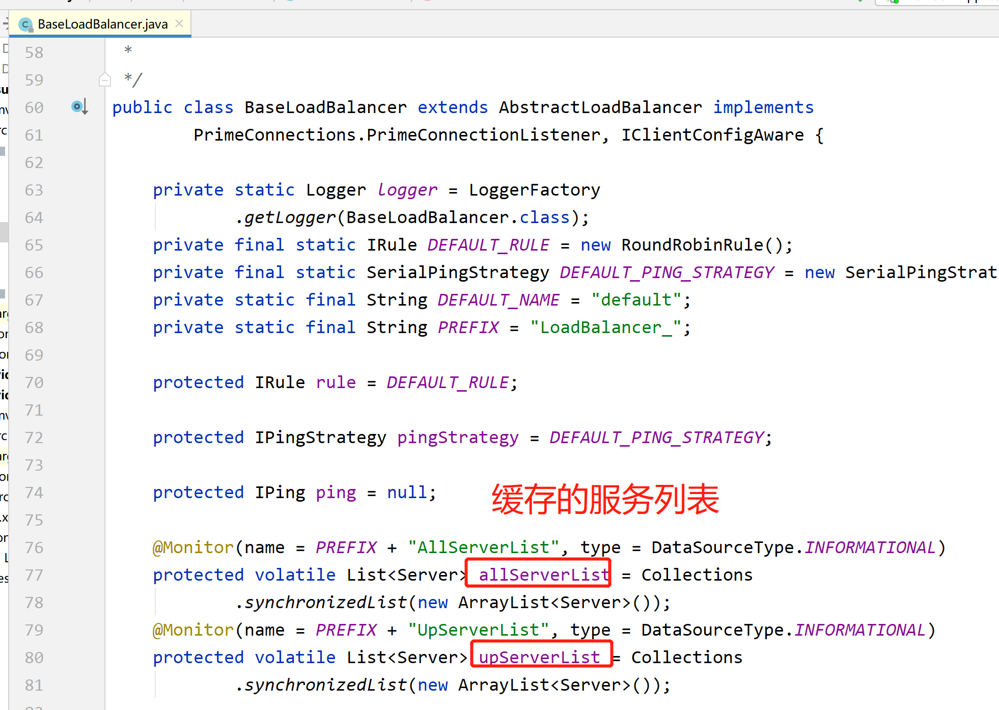 BaseLoadBalancer.java
58 *
59 */
60 public class BaseLoadBalancer extends AbstractLoadBalancer implements
61 PrimeConnections.PrimeConnectionListener, IClientConfigAware {
62
63 private static Logger logger = LoggerFactory
64 .getLogger(BaseLoadBalancer.class);
65 private final static IRule DEFAULT_RULE = new RoundRobinRule();
66 private final static SerialPingStrategy DEFAULT_PING_STRATEGY = new SerialPingStrat
67 private static final String DEFAULT_NAME = "default";
68 private static final String PREFIX = "LoadBalancer_";
69
70 protected IRule rule = DEFAULT_RULE;
71
72 protected IPingStrategy pingStrategy = DEFAULT_PING_STRATEGY;
73
74 protected IPing ping = null;
缓存的服务列表
75
76 @Monitor(name = PREFIX + "AllServerList", type = DataSourceType.INFORMATIONAL)
77 protected volatile List<Server> allServerList = Collections
78 .synchronizedList(new ArrayList<Server>());
79 @Monitor(name = PREFIX + "UpServerList", type = DataSourceType.INFORMATIONAL)
80 protected volatile List<Server> upServerList = Collections
81 .synchronizedList(new ArrayList<Server>());